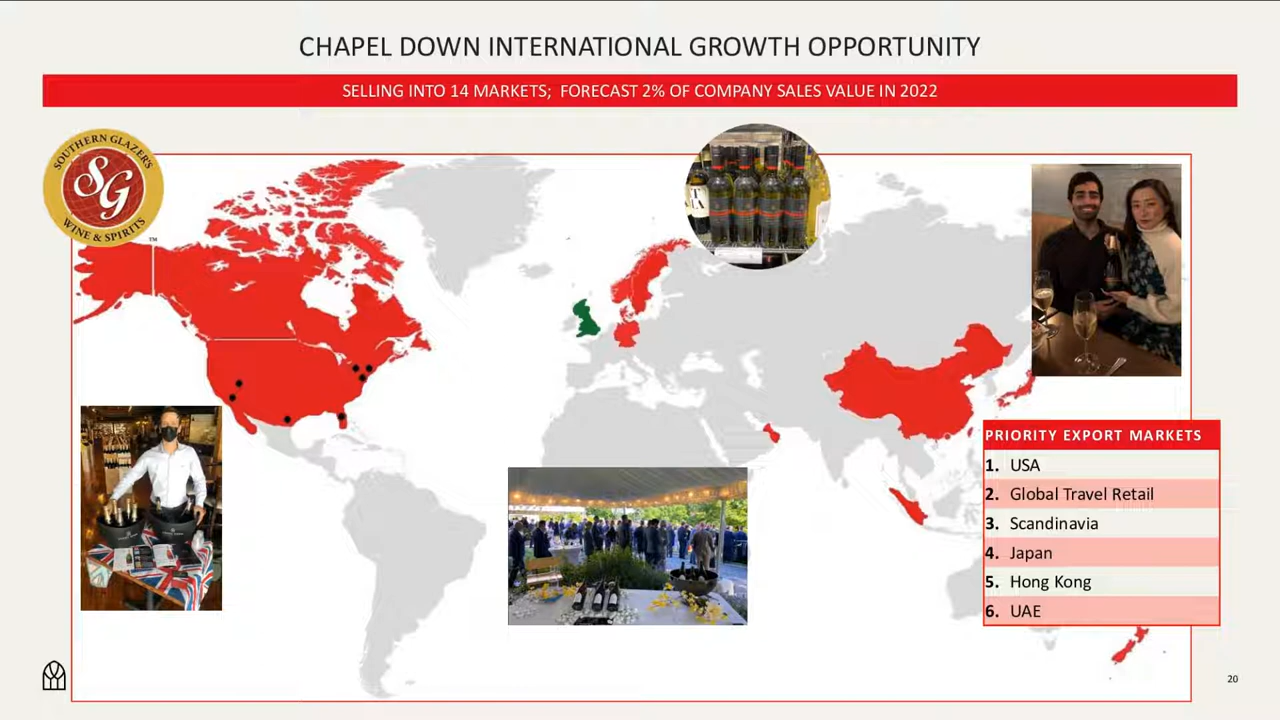 CHAPEL DOWN INTERNATIONAL GROWTH OPPORTUNITY
SELLING INTO 14 MARKETS; FORECAST 2% OF COMPANY SALES VALUE IN 2022
SOUTHERN GLAZER'S
SG
WINE & SPIRITS
TM
PRIORITY EXPORT MARKETS
1. USA
2. Global Travel Retail
3. Scandinavia
4. Japan
5. Hong Kong
6. UAE
20